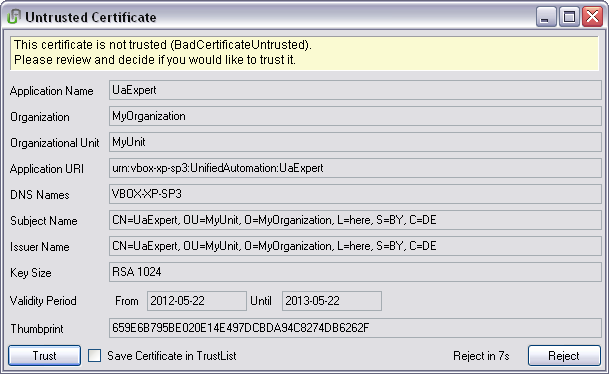 Untrusted Certificate
This certificate is not trusted (BadCertificateUntrusted).
Please review and decide if you would like to trust it.
Application Name UaExpert
Organization MyOrganization
Organizational Unit MyUnit
Application URI urn:vbox-xp-sp3:UnifiedAutomation:UaExpert
DNS Names VBOX-XP-SP3
Subject Name CN=UaExpert, OU=MyUnit, O=MyOrganization, L=here, S=BY, C=DE
Issuer Name CN=UaExpert, OU=MyUnit, O=MyOrganization, L=here, S=BY, C=DE
Key Size RSA 1024
Validity Period From 2012-05-22 Until 2013-05-22
Thumbprint 659E6B795BE020E14E497DCBDA94C8274DB6262F
Trust Save Certificate in TrustList Reject in 7s Reject